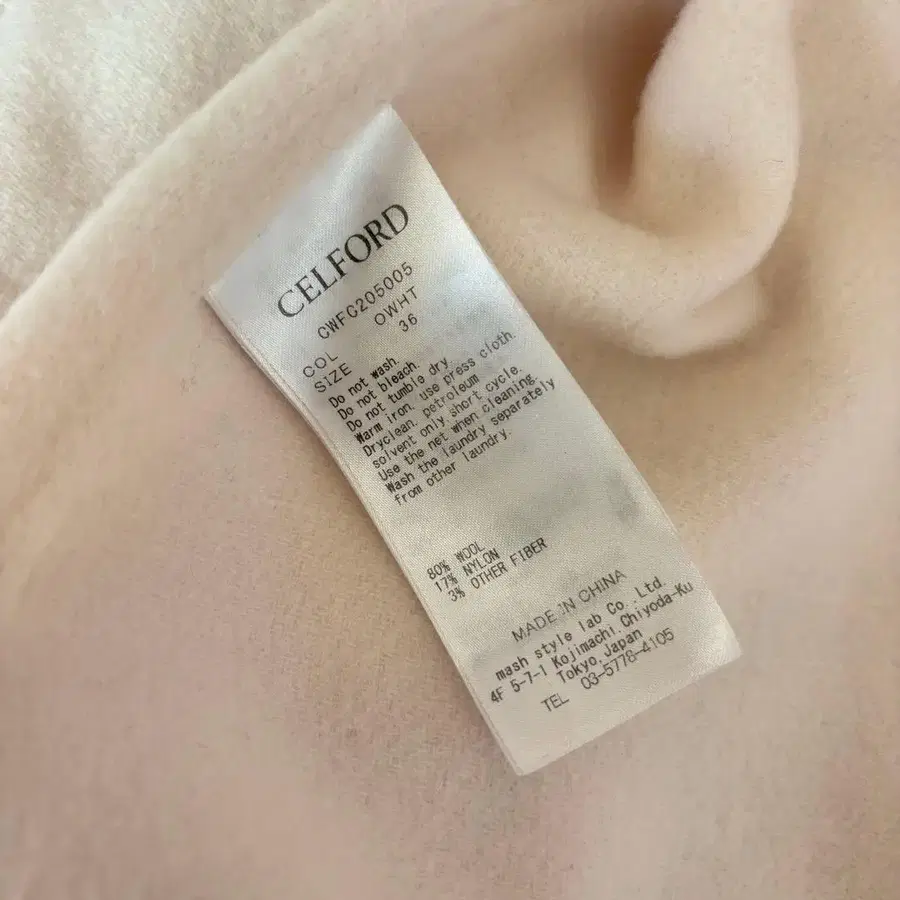 CELFORD
CWFC205005
COL OWHT
SIZE 36
Do not wash.
Do not bleach.
Do not tumble dry.
Warm iron, use press cloth.
Dryclean, petroleum
solvent only short cycle.
Use the net when cleaning
Wash the laundry separately
from other laundry.
80% WOOL
17% NYLON
3% OTHER FIBER
MADE IN CHINA
mash style lab Co.,Ltd.
4F 5-7-1 Kojimachi,Chiyoda-Ku
Tokyo,Japan
TEL 03-5778-4105